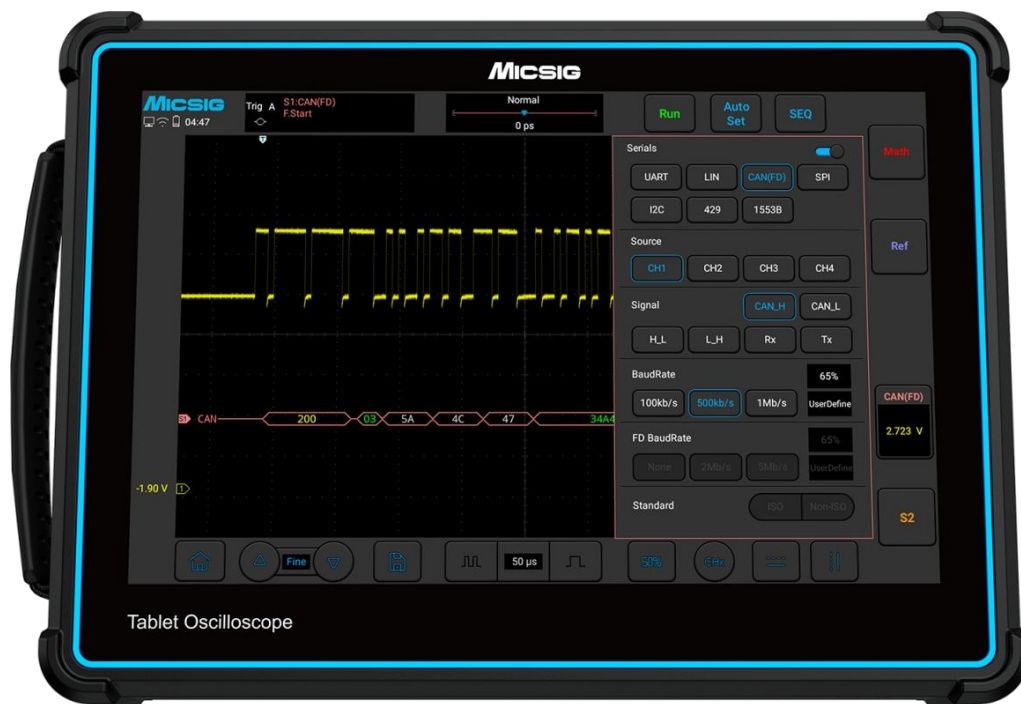 MICSIG
MICSIG
04:47
Trig A S1:CAN(FD)
F.Start
Normal
0 ps
Run
Auto Set
SEQ
Math
Ref
Serials
UART LIN CAN(FD) SPI
I2C 429 1553B
Source
CH1 CH2 CH3 CH4
Signal CAN_H CAN_L
H_L L_H Rx Tx
BaudRate 65%
100kb/s 500kb/s 1Mb/s UserDefine
FD BaudRate 65%
None 2Mb/s 5Mb/s UserDefine
Standard ISO Non-ISO
T
S1 CAN 200 03 5A 4C 47 34A4
-1.90 V 1
CAN(FD)
2.723 V
S2
Fine
50 µs
50%
CHx
Tablet Oscilloscope